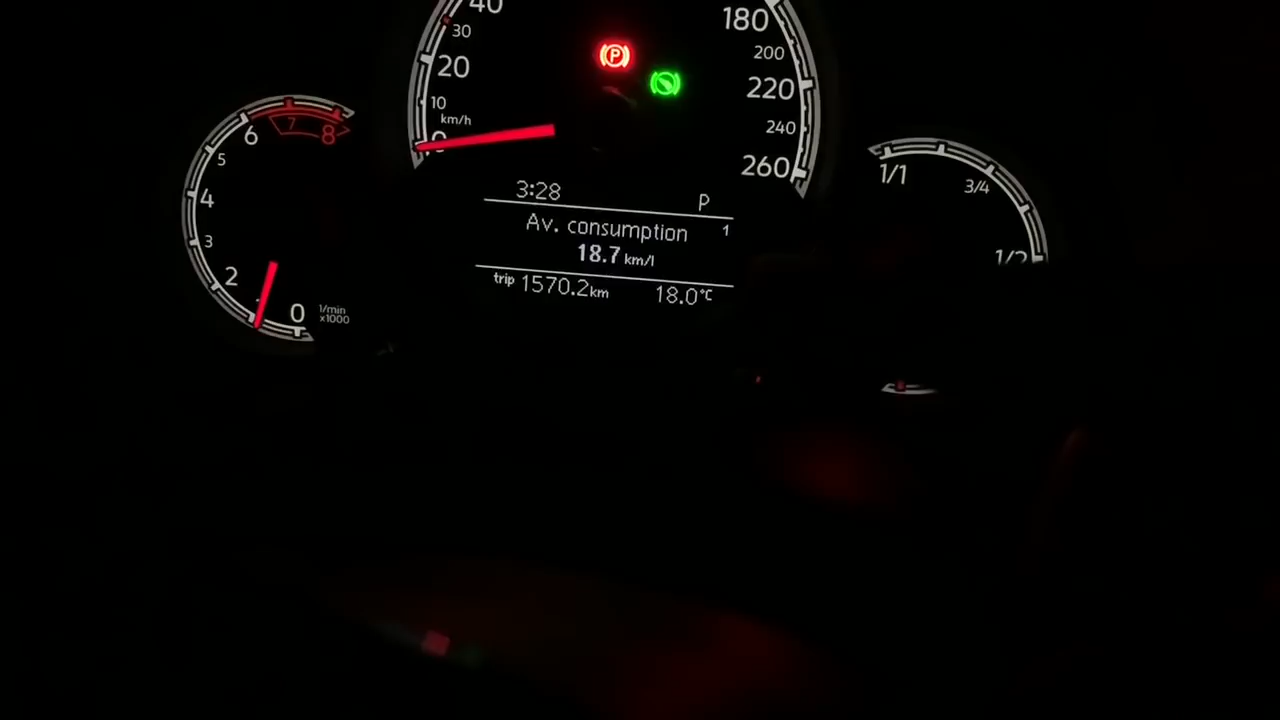 40
30
20
10
km/h
0
180
200
220
240
260
P
8
7
6
5
4
3
2
1
0
1/min
x1000
1/1
3/4
1/2
3:28 P
Av. consumption 1
18.7 km/l
trip 1570.2km 18.0°C